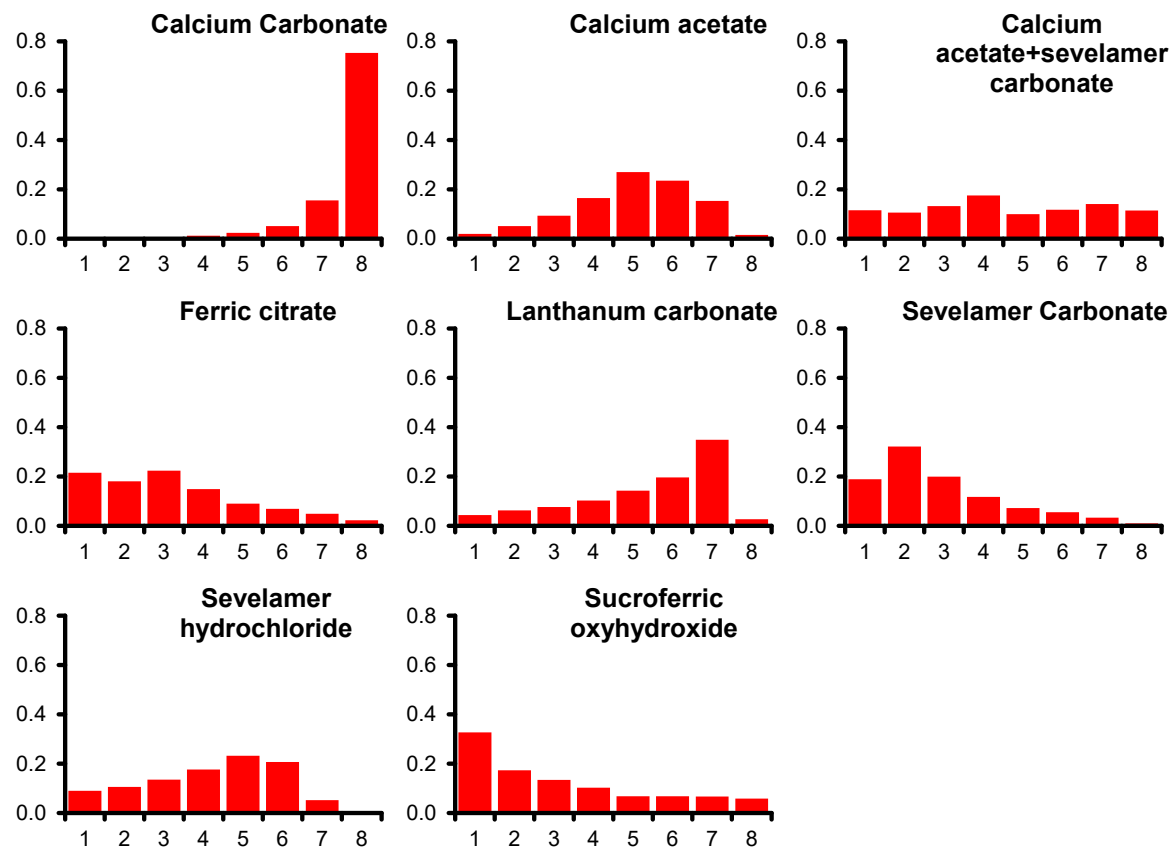 Calcium Carbonate
0.8
0.6
0.4
0.2
0.0
1 2 3 4 5 6 7 8
Calcium acetate
0.8
0.6
0.4
0.2
0.0
1 2 3 4 5 6 7 8
Calcium
acetate+sevelamer
carbonate
0.8
0.6
0.4
0.2
0.0
1 2 3 4 5 6 7 8
Ferric citrate
0.8
0.6
0.4
0.2
0.0
1 2 3 4 5 6 7 8
Lanthanum carbonate
0.8
0.6
0.4
0.2
0.0
1 2 3 4 5 6 7 8
Sevelamer Carbonate
0.8
0.6
0.4
0.2
0.0
1 2 3 4 5 6 7 8
Sevelamer
hydrochloride
0.8
0.6
0.4
0.2
0.0
1 2 3 4 5 6 7 8
Sucroferric
oxyhydroxide
0.8
0.6
0.4
0.2
0.0
1 2 3 4 5 6 7 8